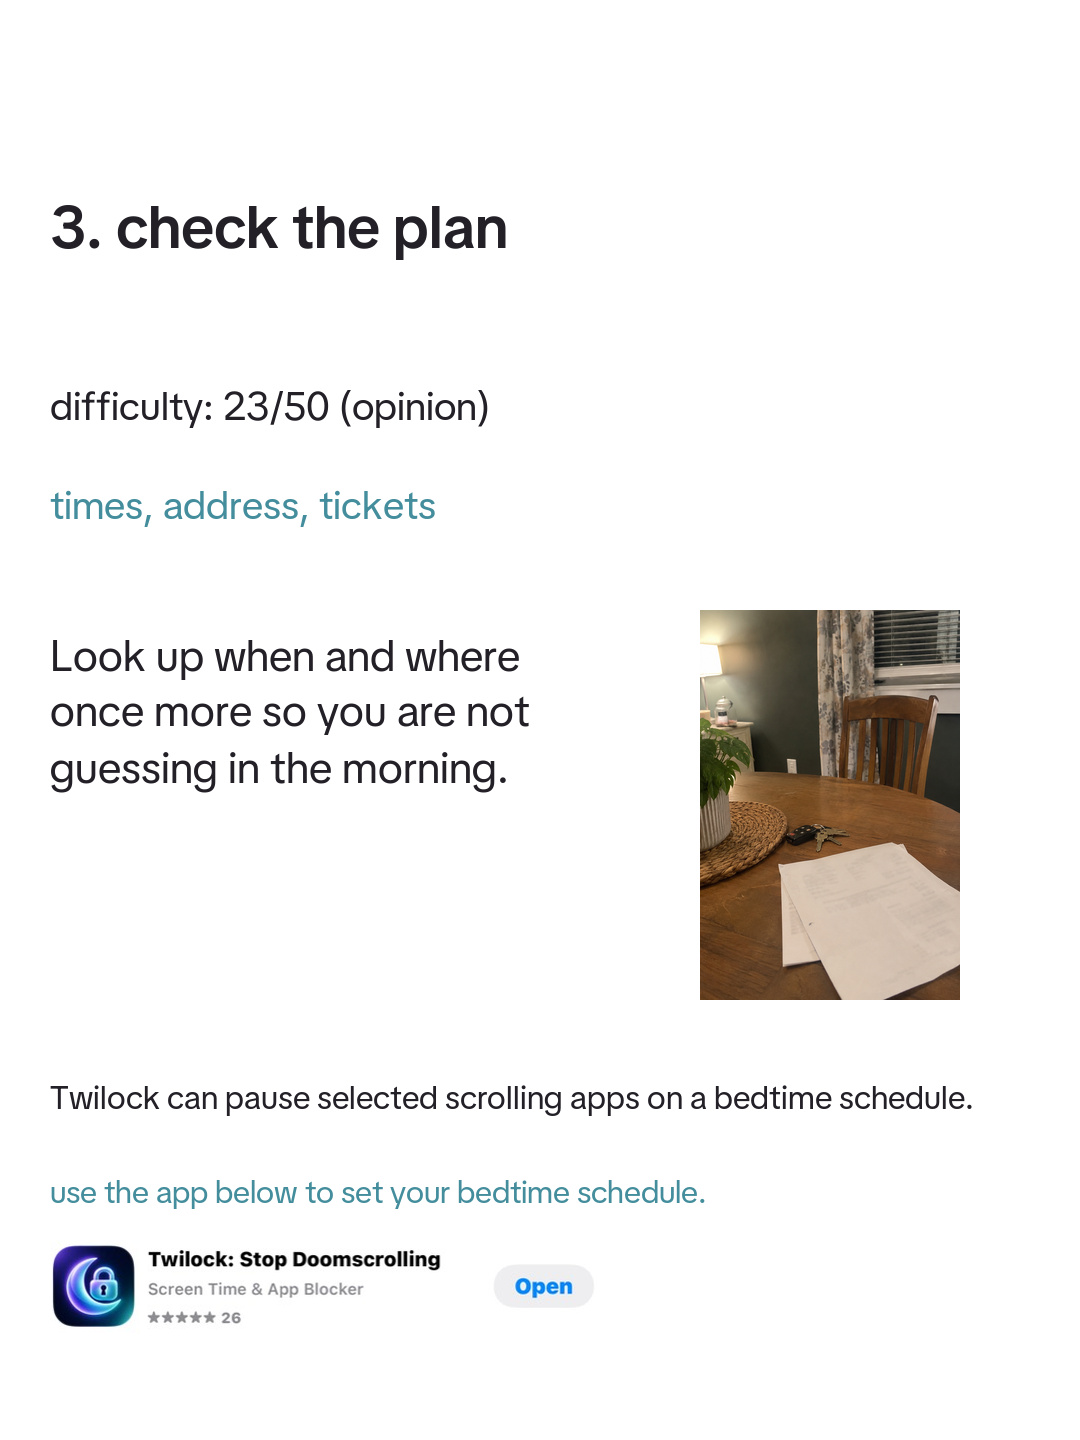 3. check the plan
difficulty: 23/50 (opinion)
times, address, tickets
Look up when and where
once more so you are not
guessing in the morning.
Twilock can pause selected scrolling apps on a bedtime schedule.
use the app below to set your bedtime schedule.
Twilock: Stop Doomscrolling
Screen Time & App Blocker
★★★★★ 26
Open